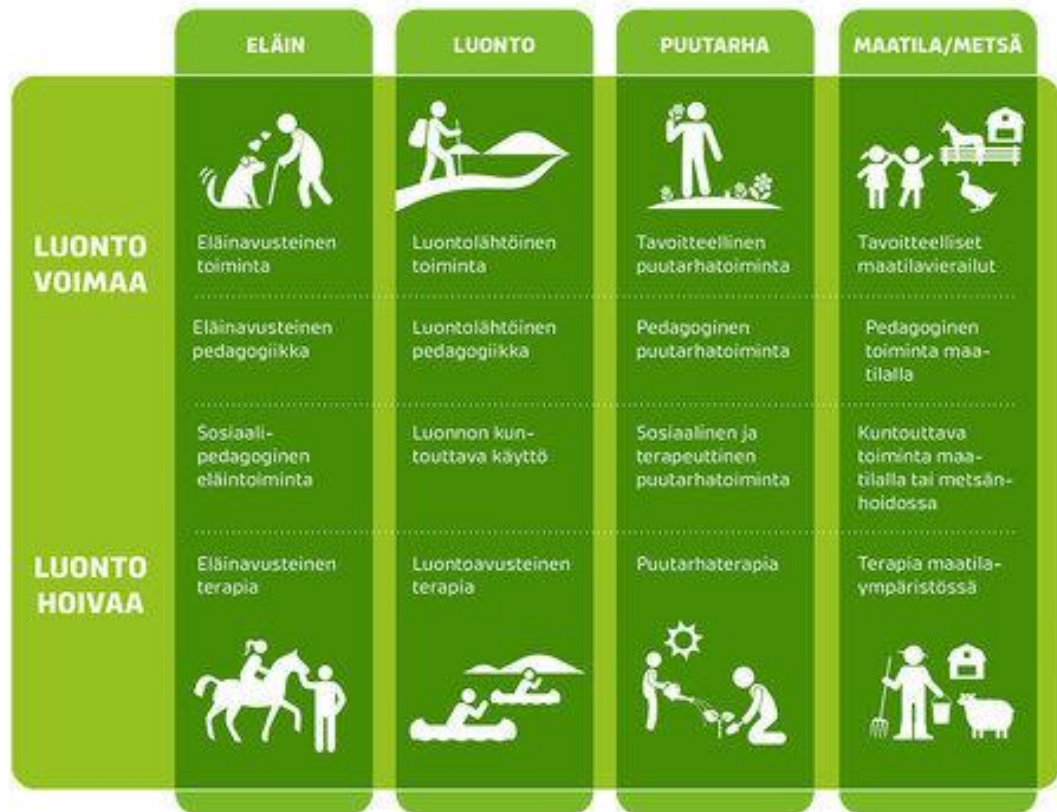 ELÄIN
LUONTO
PUUTARHA
MAATILA/METSÄ
LUONTO
VOIMAA
Eläinavusteinen
toiminta
Luontolähtöinen
toiminta
Tavoitteellinen
puutarhatoiminta
Tavoitteelliset
maatilavierailut
Eläinavusteinen
pedagogiikka
Luontolähtöinen
pedagogiikka
Pedagoginen
puutarhatoiminta
Pedagoginen
toiminta maa-
tilalla
Sosiaali-
pedagoginen
eläintoiminta
Luonnon kun-
touttava käyttö
Sosiaalinen ja
terapeuttinen
puutarhatoiminta
Kuntouttava
toiminta maa-
tilalla tai metsän-
hoidossa
LUONTO
HOIVAA
Eläinavusteinen
terapia
Luontoavusteinen
terapia
Puutarhaterapia
Terapia maatila-
ympäristössä